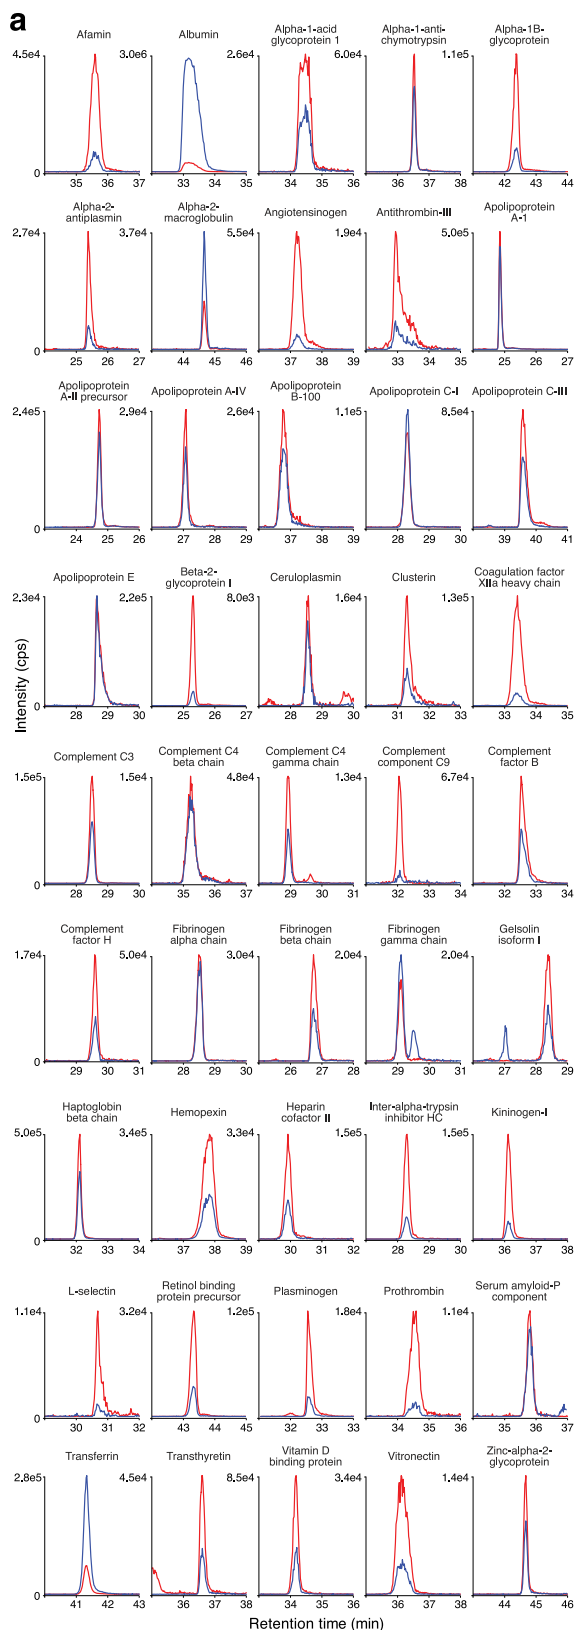 a
Afamin
Albumin
Alpha-1-acid
glycoprotein 1
Alpha-1-anti-
chymotrypsin
Alpha-1B-
glycoprotein
4.5e4 3.0e6 2.6e4 6.0e4 1.1e5
0
35 36 37 33 34 35 34 35 36 36 37 38 42 43 44
Alpha-2-
antiplasmin
Alpha-2-
macroglobulin
Angiotensinogen
Antithrombin-III
Apolipoprotein
A-1
2.7e4 3.7e4 5.5e4 1.9e4 5.0e5
0
25 26 27 44 45 46 37 38 39 33 34 35 25 26 27
Apolipoprotein
A-II precursor
Apolipoprotein A-IV
Apolipoprotein
B-100
Apolipoprotein C-I
Apolipoprotein C-III
2.4e5 2.9e4 2.6e4 1.1e5 8.5e4
0
24 25 26 27 28 29 37 38 39 28 29 30 39 40 41
Apolipoprotein E
Beta-2-
glycoprotein I
Ceruloplasmin
Clusterin
Coagulation factor
XIIa heavy chain
2.3e4 2.2e5 8.0e3 1.6e4 1.3e5
0
28 29 30 25 26 27 28 29 30 31 32 33 33 34 35
Intensity (cps)
Complement C3
Complement C4
beta chain
Complement C4
gamma chain
Complement
component C9
Complement
factor B
1.5e5 1.5e4 4.8e4 1.3e4 6.7e4
0
28 29 30 35 36 37 29 30 31 32 33 34 32 33 34
Complement
factor H
Fibrinogen
alpha chain
Fibrinogen
beta chain
Fibrinogen
gamma chain
Gelsolin
isoform I
1.7e4 5.0e4 3.0e4 2.0e4 2.0e4
0
29 30 31 28 29 30 26 27 28 29 30 31 27 28 29
Haptoglobin
beta chain
Hemopexin
Heparin
cofactor II
Inter-alpha-trypsin
inhibitor HC
Kininogen-I
5.0e5 3.4e5 3.3e4 1.5e5 1.5e5
0
32 33 34 37 38 39 30 31 32 28 29 30 36 37 38
L-selectin
Retinol binding
protein precursor
Plasminogen
Prothrombin
Serum amyloid-P
component
1.1e4 3.2e4 1.2e5 1.8e4 1.1e4
0
30 31 32 43 44 45 32 33 33 34 35 36 35 36 37
Transferrin
Transthyretin
Vitamin D
binding protein
Vitronectin
Zinc-alpha-2-
glycoprotein
2.8e5 4.5e4 8.5e4 3.4e4 1.4e4
0
41 42 43 36 37 38 34 35 36 36 37 38 44 45 46
Retention time (min)